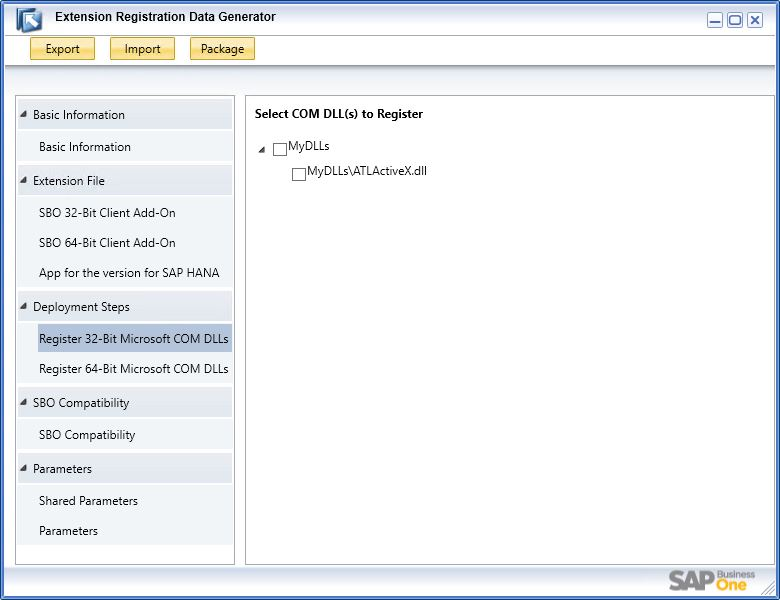 Extension Registration Data Generator
Export Import Package
Basic Information
Basic Information
Extension File
SBO 32-Bit Client Add-On
SBO 64-Bit Client Add-On
App for the version for SAP HANA
Deployment Steps
Register 32-Bit Microsoft COM DLLs
Register 64-Bit Microsoft COM DLLs
SBO Compatibility
SBO Compatibility
Parameters
Shared Parameters
Parameters
Select COM DLL(s) to Register
MyDLLs
MyDLLs\ATLActiveX.dll
SAP Business One